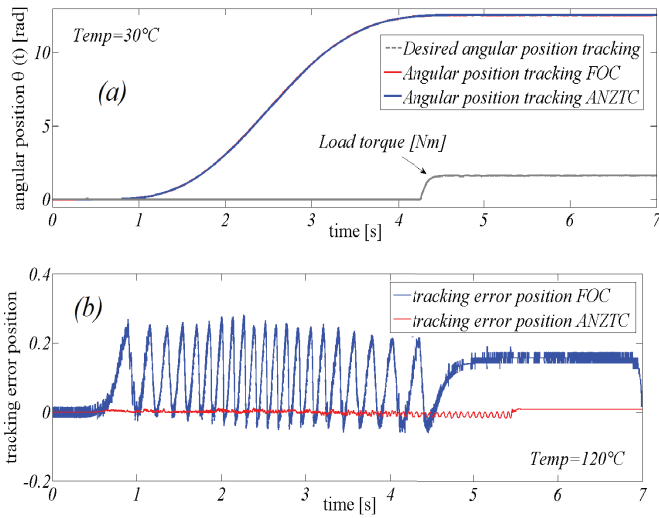 angular position θ (t) [rad]
10
5
0
Temp=30°C
(a)
Desired angular position tracking
Angular position tracking FOC
Angular position tracking ANZTC
Load torque [Nm]
0 1 2 3 4 5 6 7
time [s]
tracking error position
0.4
0.2
0
-0.2
(b)
tracking error position FOC
tracking error position ANZTC
Temp=120°C
0 1 2 3 4 5 6 7
time [s]